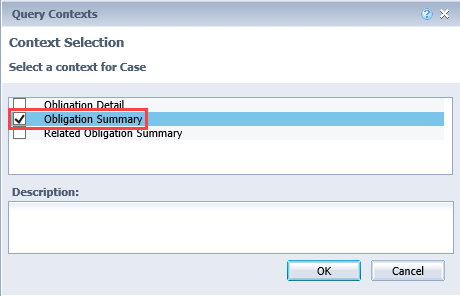 Query Contexts
Context Selection
Select a context for Case
Obligation Detail
Obligation Summary
Related Obligation Summary
Description:
OK
Cancel